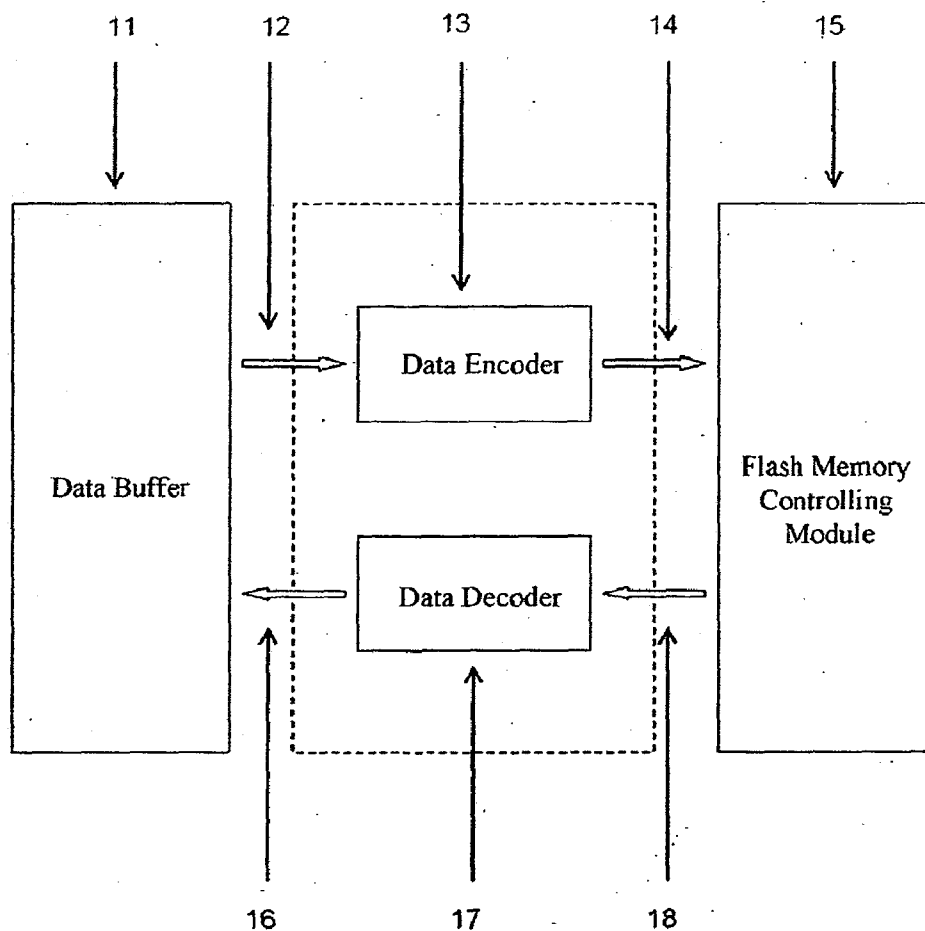 11
12
13
14
15
Data Encoder
Data Buffer
Flash Memory
Controlling
Module
Data Decoder
16
17
18